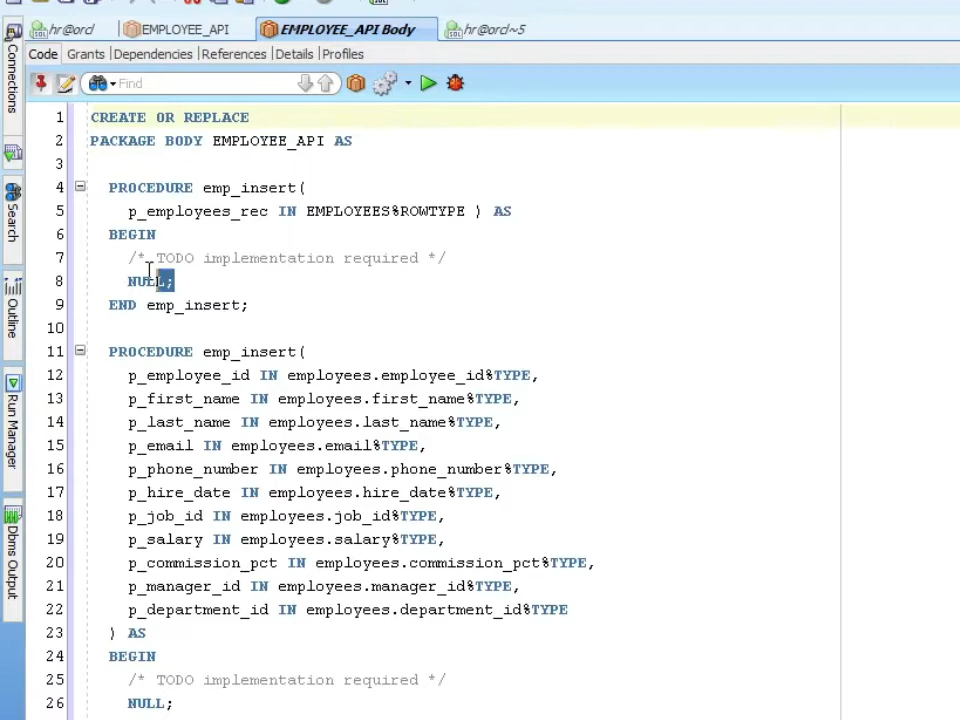 hr@orcl EMPLOYEE_API EMPLOYEE_API Body hr@orcl~5
Code Grants Dependencies References Details Profiles
Find
Connections
Search
Outline
Run Manager
Dbms Output
1 CREATE OR REPLACE
2 PACKAGE BODY EMPLOYEE_API AS
3
4 PROCEDURE emp_insert(
5 p_employees_rec IN EMPLOYEES%ROWTYPE ) AS
6 BEGIN
7 /* TODO implementation required */
8 NULL;
9 END emp_insert;
10
11 PROCEDURE emp_insert(
12 p_employee_id IN employees.employee_id%TYPE,
13 p_first_name IN employees.first_name%TYPE,
14 p_last_name IN employees.last_name%TYPE,
15 p_email IN employees.email%TYPE,
16 p_phone_number IN employees.phone_number%TYPE,
17 p_hire_date IN employees.hire_date%TYPE,
18 p_job_id IN employees.job_id%TYPE,
19 p_salary IN employees.salary%TYPE,
20 p_commission_pct IN employees.commission_pct%TYPE,
21 p_manager_id IN employees.manager_id%TYPE,
22 p_department_id IN employees.department_id%TYPE
23 ) AS
24 BEGIN
25 /* TODO implementation required */
26 NULL;